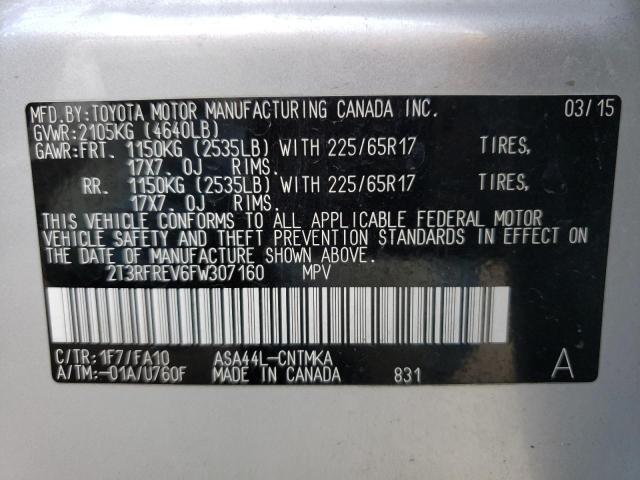 MFD.BY:TOYOTA MOTOR MANUFACTURING CANADA INC. 03/15
GVWR:2105KG (4640LB)
GAWR:FRT. 1150KG (2535LB) WITH 225/65R17 TIRES,
17X7.0J RIMS.
RR. 1150KG (2535LB) WITH 225/65R17 TIRES,
17X7.0J RIMS.
THIS VEHICLE CONFORMS TO ALL APPLICABLE FEDERAL MOTOR
VEHICLE SAFETY AND THEFT PREVENTION STANDARDS IN EFFECT ON
THE DATE OF MANUFACTURE SHOWN ABOVE.
2T3RFREV6FW307160 MPV
C/TR:1F7/FA10 ASA44L-CNTMKA
A/TM:-01A/U760F MADE IN CANADA 831 A